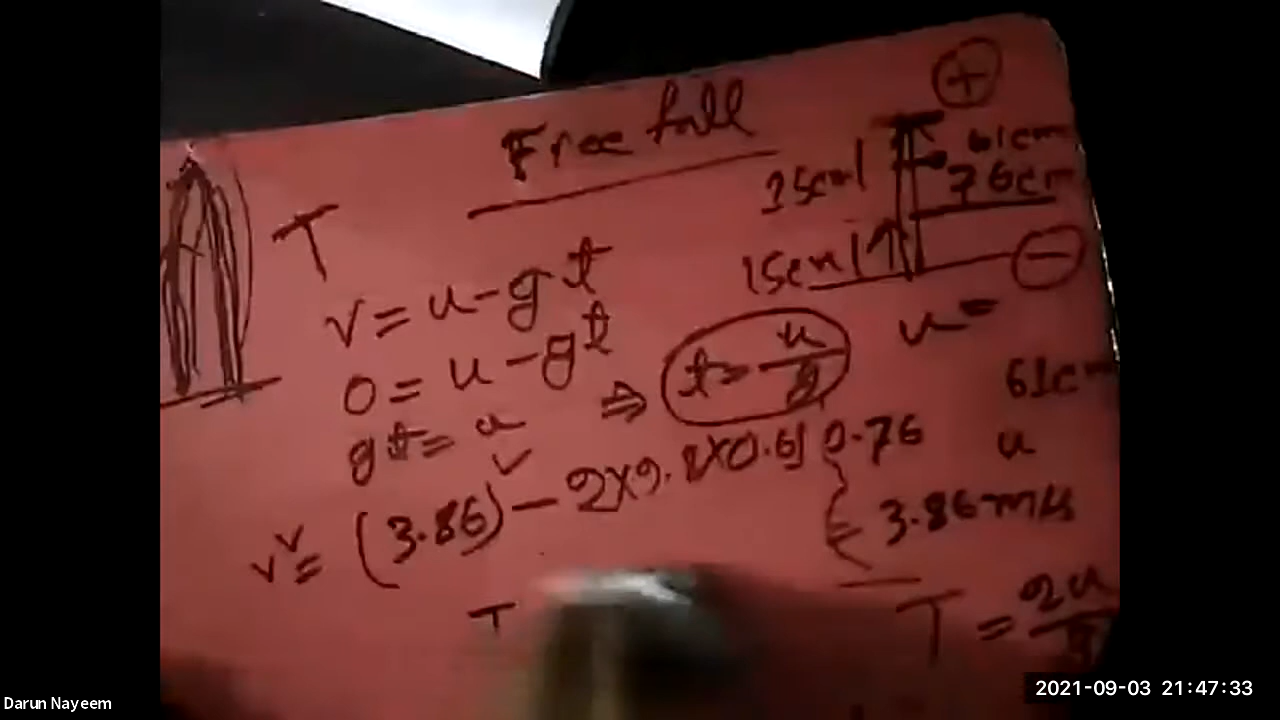 Free fall
+
61cm
76cm
15cm
15cm
-
T
v = u - gt
0 = u - gt
gt = u
⇒ t = u/g
u =
61cm
u
v² = (3.86)² - 2×9.8×0.61
0.76
3.86 m/s
T
T = 2u/g
Darun Nayeem
2021-09-03 21:47:33